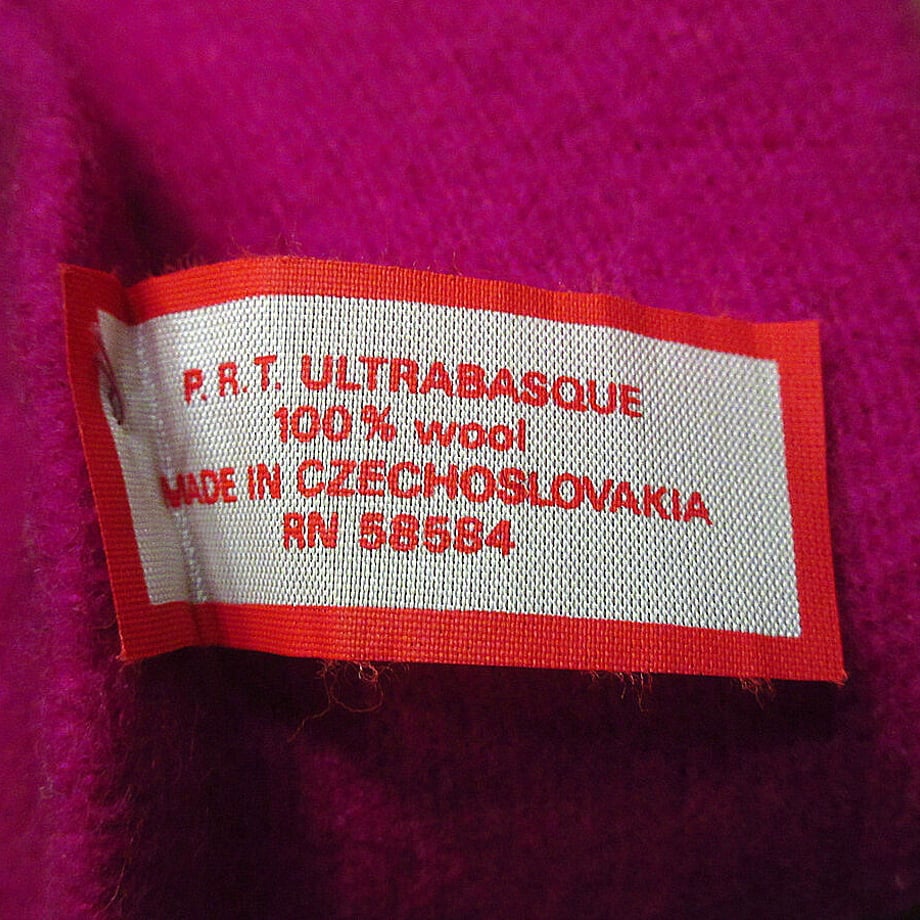 P.R.T. ULTRABASQUE
100% wool
MADE IN CZECHOSLOVAKIA
RN 58584